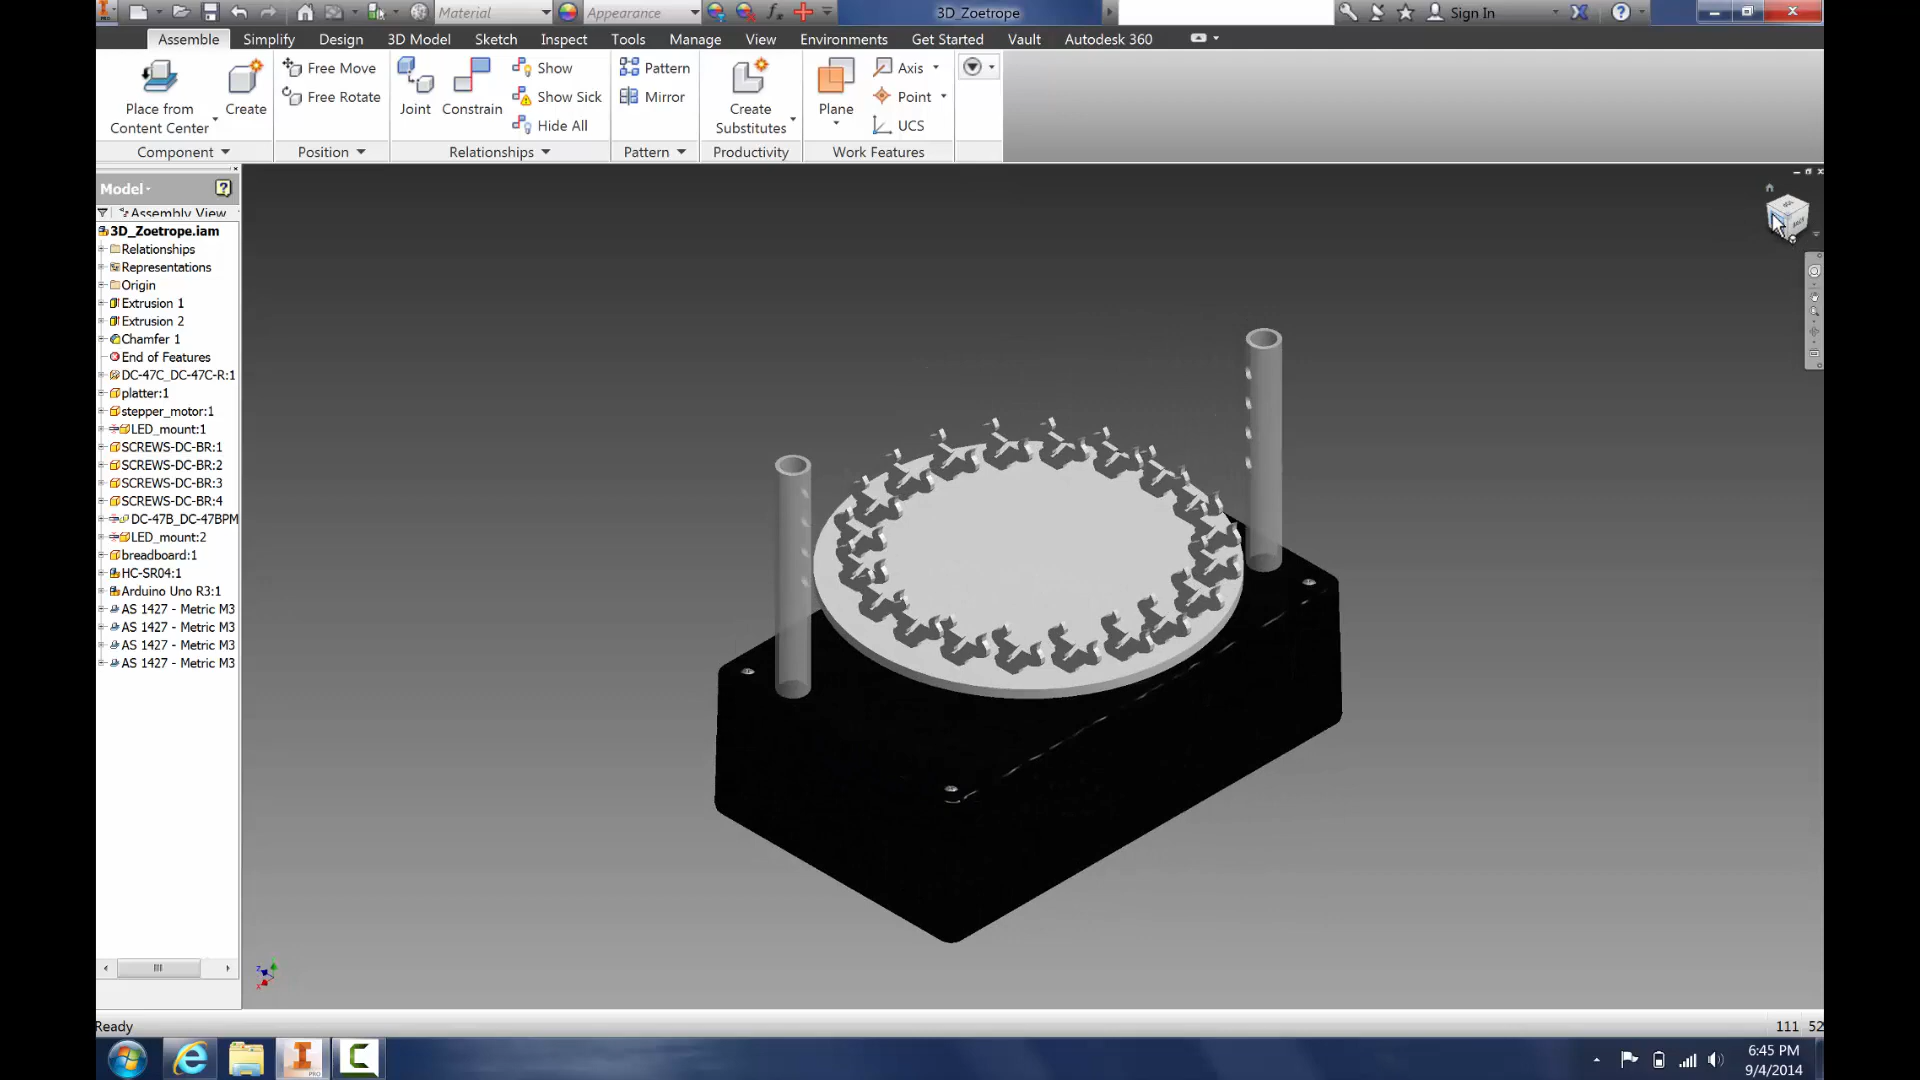 Material
Appearance
3D_Zoetrope
Sign In
Assemble
Simplify
Design
3D Model
Sketch
Inspect
Tools
Manage
View
Environments
Get Started
Vault
Autodesk 360
Place from
Content Center
Create
Free Move
Free Rotate
Joint
Constrain
Show
Show Sick
Hide All
Pattern
Mirror
Create
Substitutes
Plane
Axis
Point
UCS
Component
Position
Relationships
Pattern
Productivity
Work Features
Model
Assembly View
3D_Zoetrope.iam
Relationships
Representations
Origin
Extrusion 1
Extrusion 2
Chamfer 1
End of Features
DC-47C_DC-47C-R:1
platter:1
stepper_motor:1
LED_mount:1
SCREWS-DC-BR:1
SCREWS-DC-BR:2
SCREWS-DC-BR:3
SCREWS-DC-BR:4
DC-47B_DC-47BPM
LED_mount:2
breadboard:1
HC-SR04:1
Arduino Uno R3:1
AS 1427 - Metric M3
AS 1427 - Metric M3
AS 1427 - Metric M3
AS 1427 - Metric M3
Ready
111 52
6:45 PM
9/4/2014